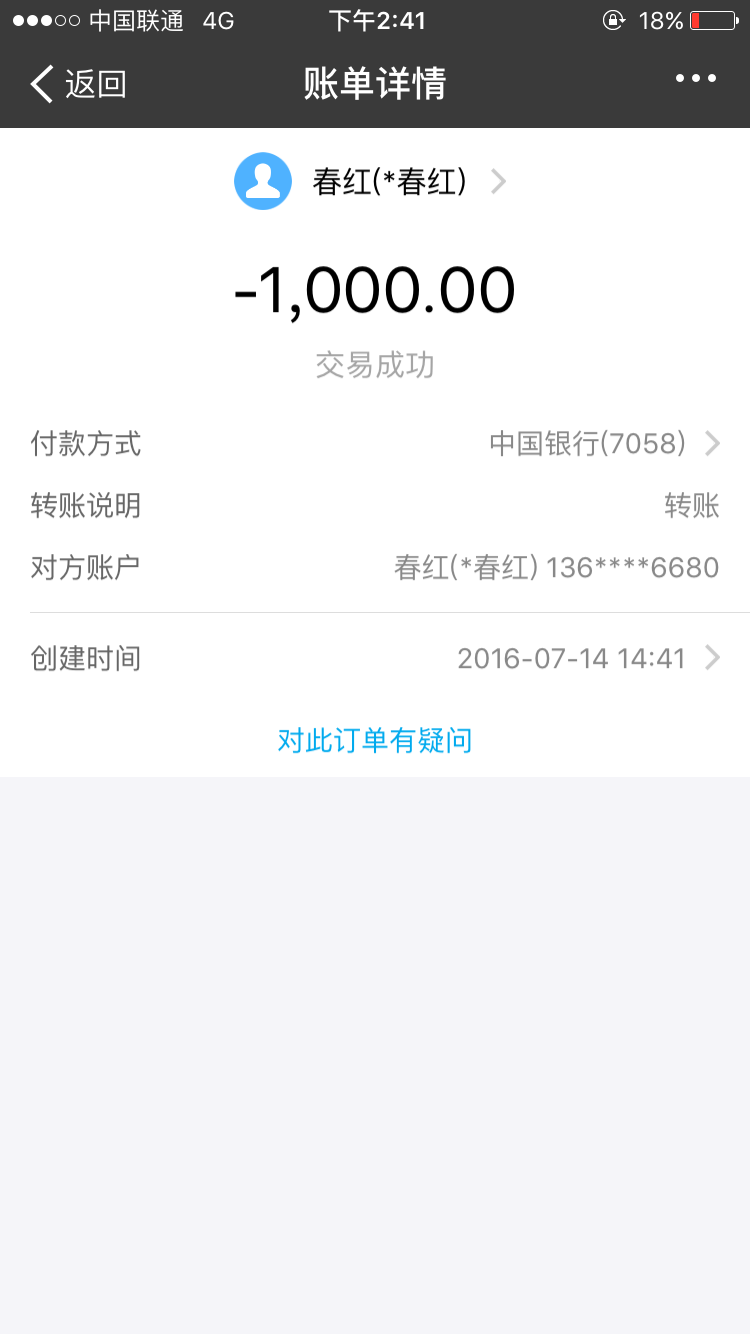 中国联通 4G 下午2:41 18%
返回 账单详情
春红(*春红)
-1,000.00
交易成功
付款方式 中国银行(7058)
转账说明 转账
对方账户 春红(*春红) 136****6680
创建时间 2016-07-14 14:41
对此订单有疑问